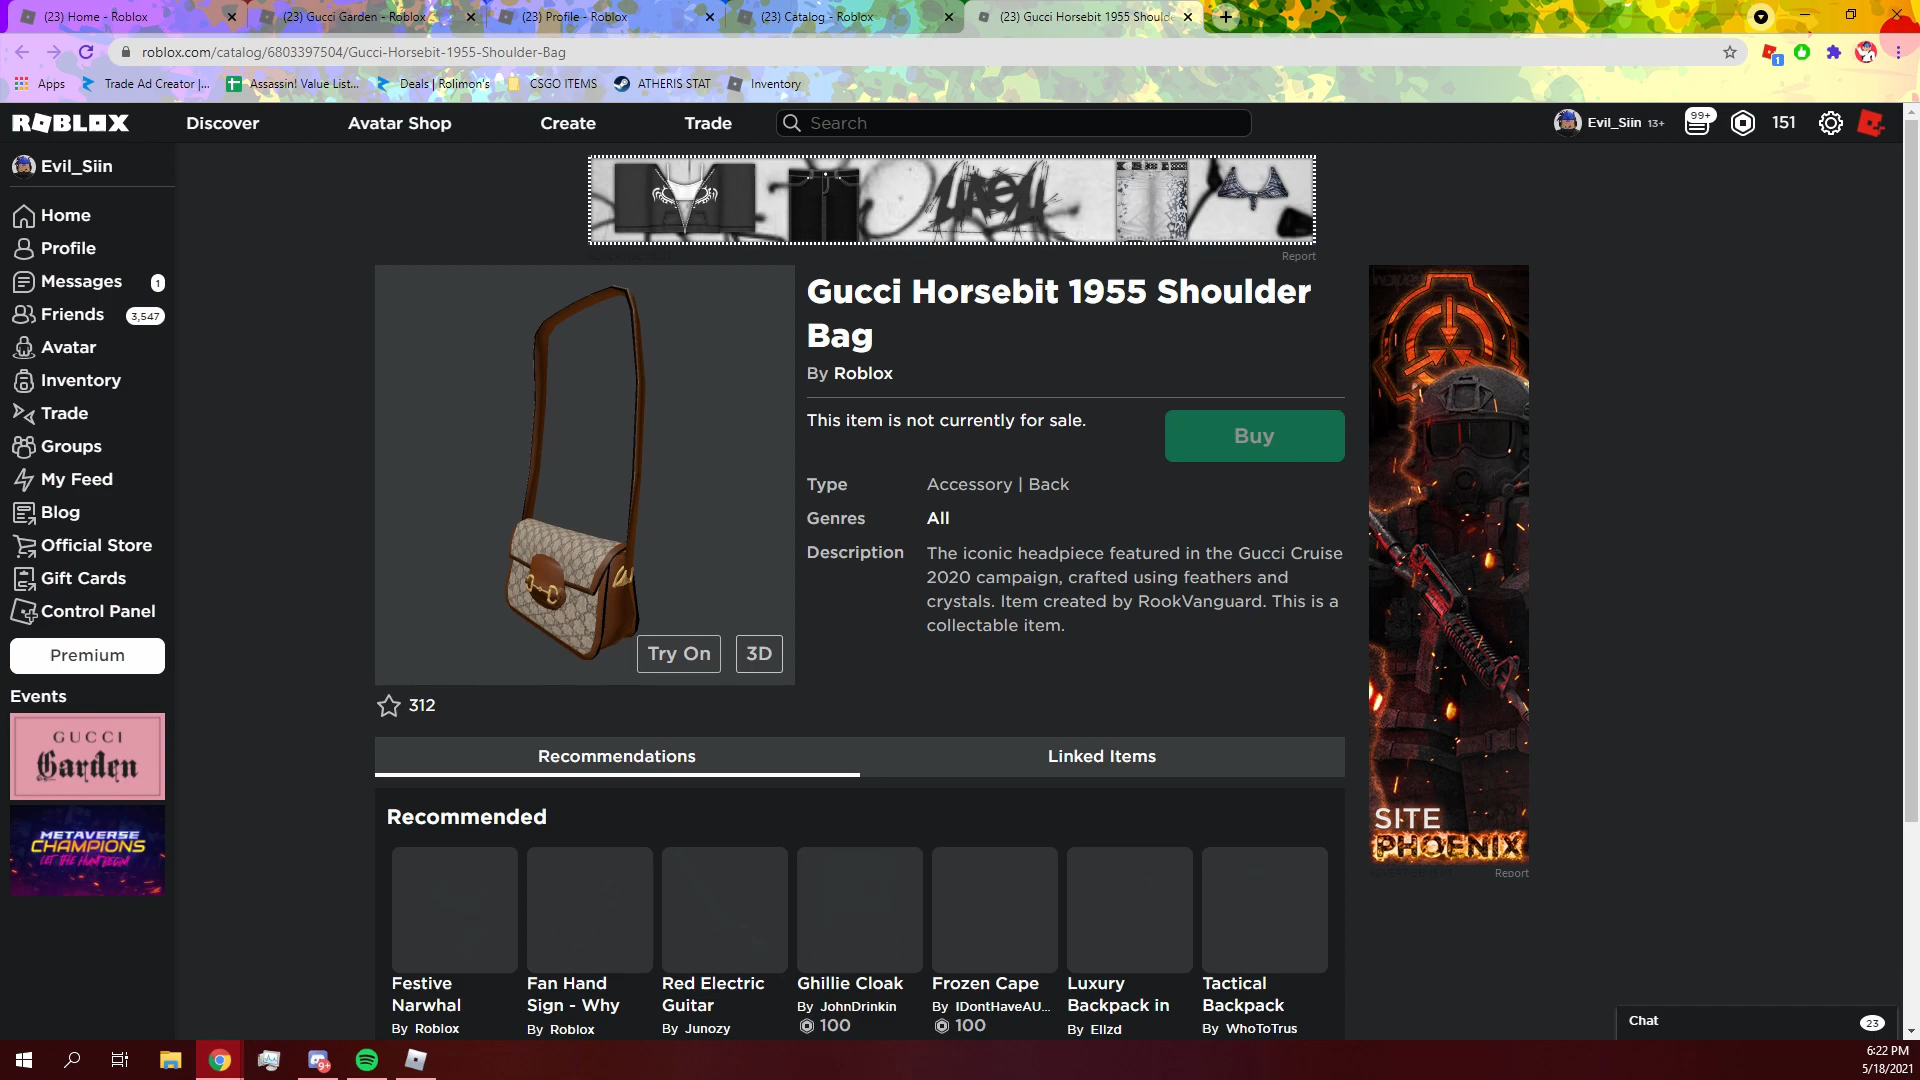 (23) Home - Roblox
(23) Gucci Garden - Roblox
(23) Profile - Roblox
(23) Catalog - Roblox
(23) Gucci Horsebit 1955 Shoulde
roblox.com/catalog/6803397504/Gucci-Horsebit-1955-Shoulder-Bag
1
Apps
Trade Ad Creator |...
Assassin! Value List...
Deals | Rolimon's
CSGO ITEMS
ATHERIS STAT
Inventory
ROBLOX
Discover
Avatar Shop
Create
Trade
Search
Evil_Siin 13+
99+
151
Evil_Siin
Home
Profile
Messages 1
Friends 3,547
Avatar
Inventory
Trade
Groups
My Feed
Blog
Official Store
Gift Cards
Control Panel
Premium
Events
GUCCI
Garden
METAVERSE
CHAMPIONS
LET THE HUNT BEGIN
Report
Gucci Horsebit 1955 Shoulder
Bag
By Roblox
This item is not currently for sale.
Buy
Type Accessory | Back
Genres All
Description The iconic headpiece featured in the Gucci Cruise
2020 campaign, crafted using feathers and
crystals. Item created by RookVanguard. This is a
collectable item.
Try On
3D
312
Recommendations
Linked Items
Recommended
Festive
Narwhal
By Roblox
Fan Hand
Sign - Why
By Roblox
Red Electric
Guitar
By Junozy
Ghillie Cloak
By JohnDrinkin
100
Frozen Cape
By IDontHaveAU...
100
Luxury
Backpack in
By Ellzd
Tactical
Backpack
By WhoToTrus
SITE
PHOENIX
Report
Chat
23
9+
6:22 PM
5/18/2021